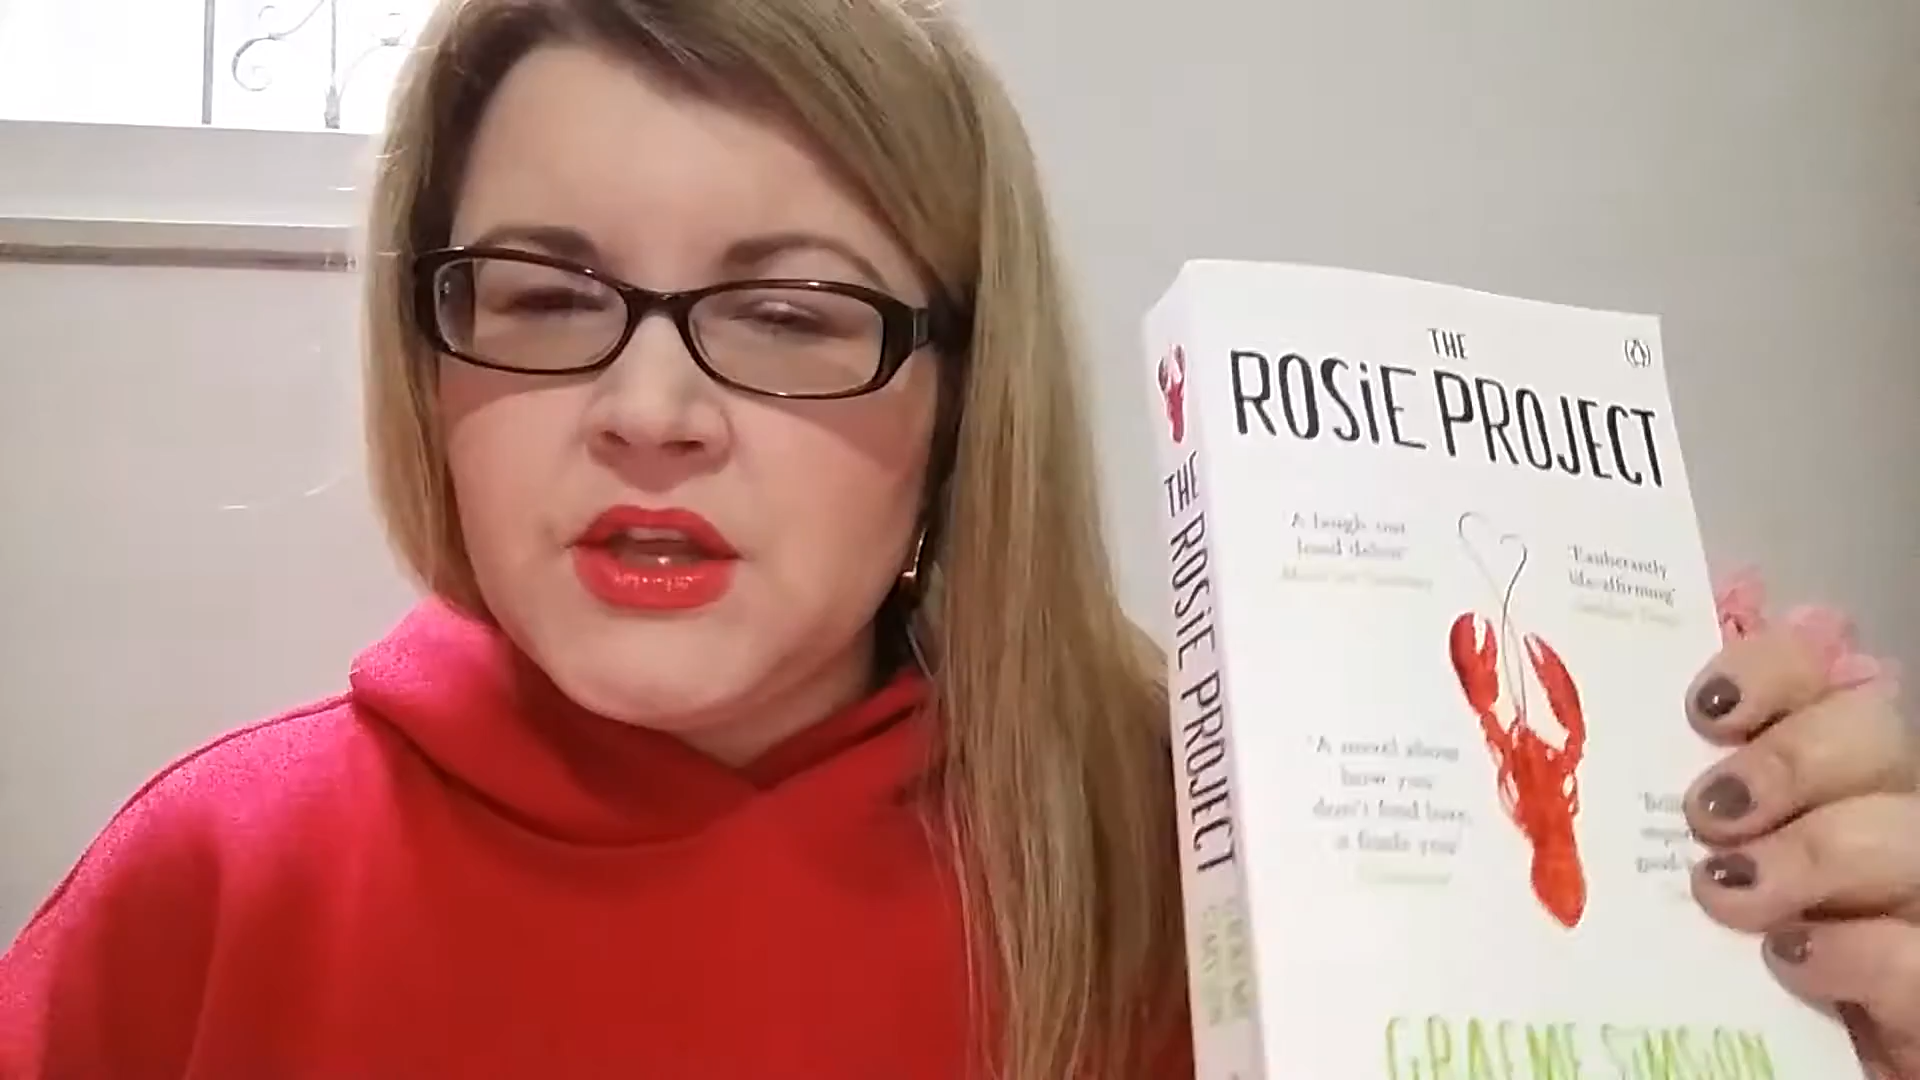 THE
ROSiE PROJECT
'A laugh-out-
loud debut'
'Exuberantly
life-affirming'
'A novel about
how you
don't find love,
it finds you'
GRAEME SiMSiON
THE ROSiE PROJECT